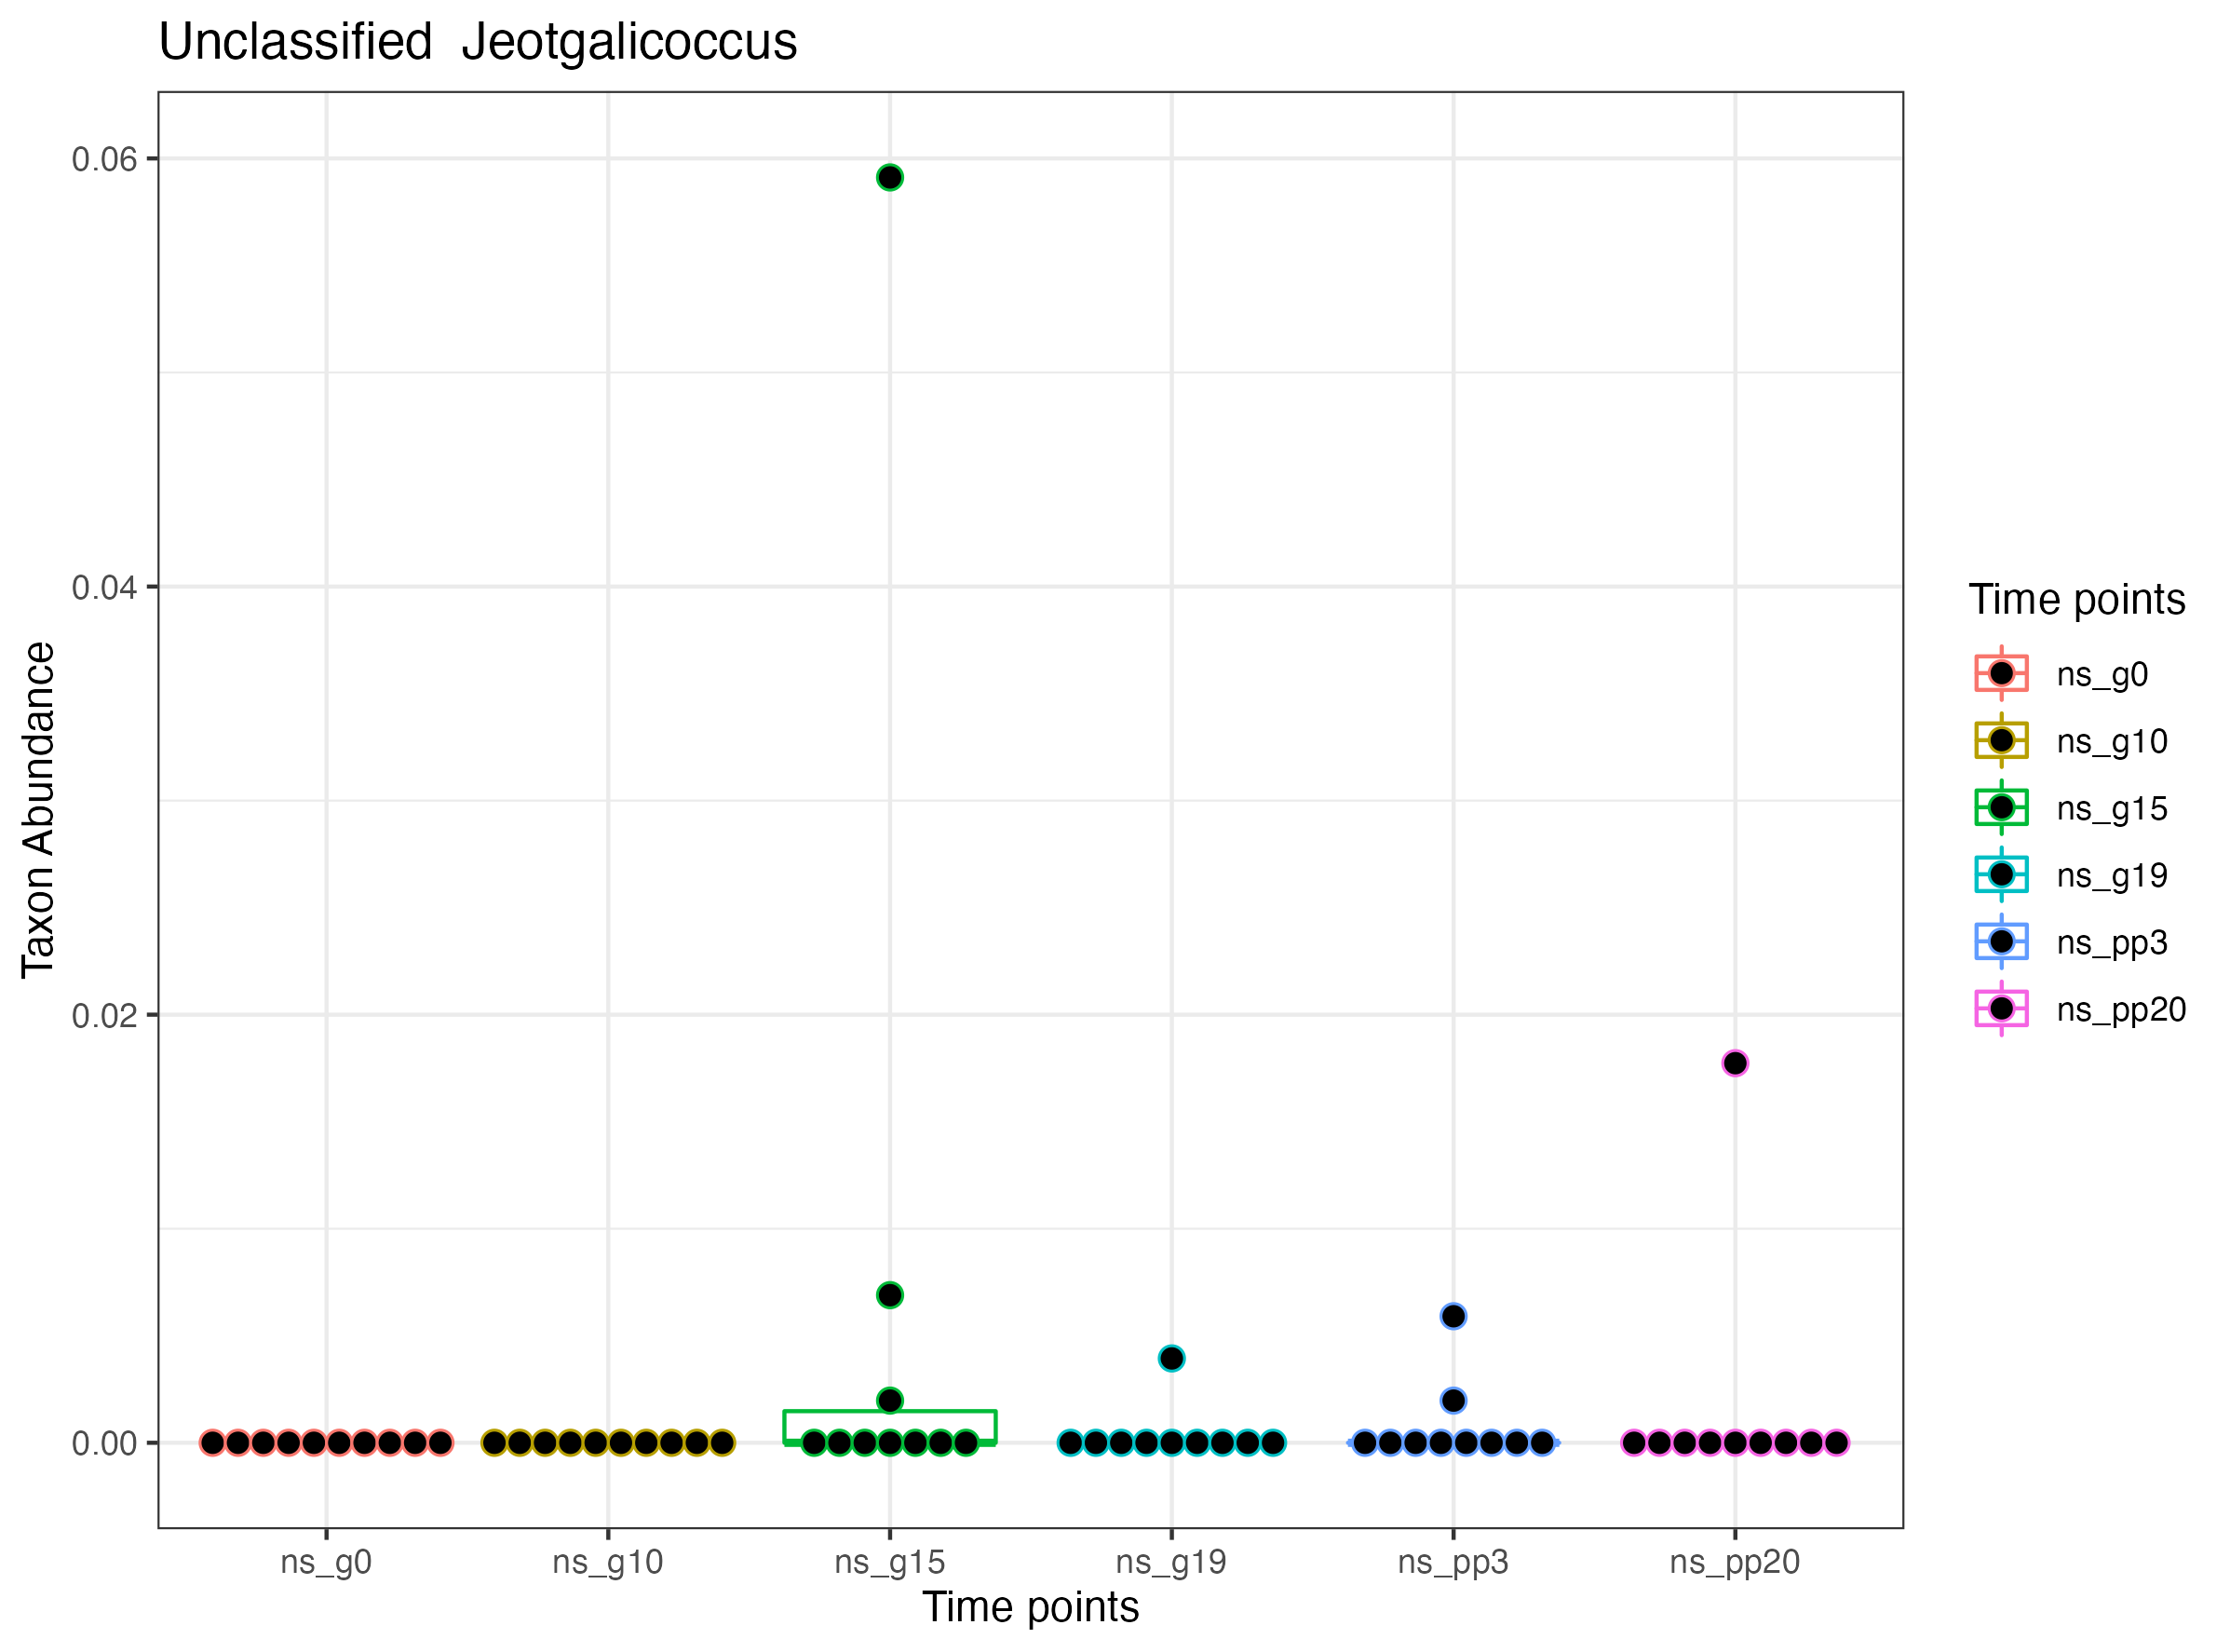 Unclassified  Jeotgalicoccus
Taxon Abundance
0.06
0.04
0.02
0.00
ns_g0
ns_g10
ns_g15
ns_g19
ns_pp3
ns_pp20
Time points
Time points
ns_g0
ns_g10
ns_g15
ns_g19
ns_pp3
ns_pp20